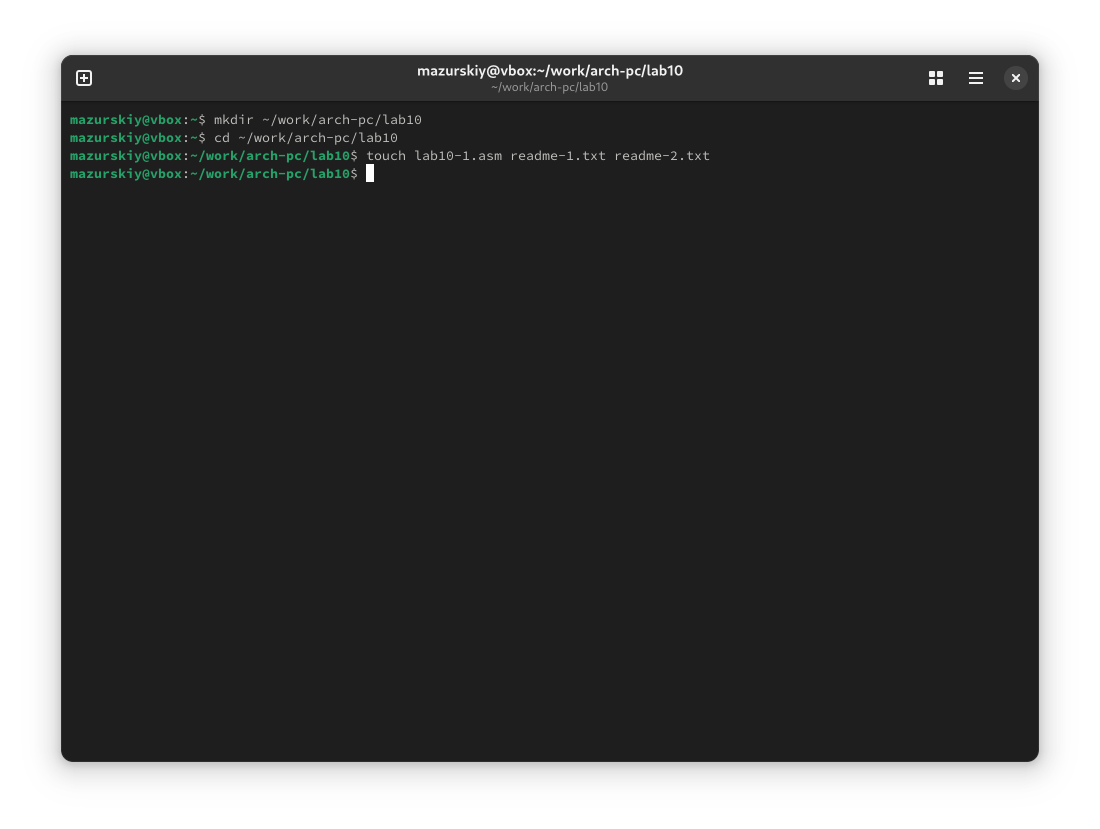 mazurskiy@vbox:~/work/arch-pc/lab10
~/work/arch-pc/lab10
mazurskiy@vbox:~$ mkdir ~/work/arch-pc/lab10
mazurskiy@vbox:~$ cd ~/work/arch-pc/lab10
mazurskiy@vbox:~/work/arch-pc/lab10$ touch lab10-1.asm readme-1.txt readme-2.txt
mazurskiy@vbox:~/work/arch-pc/lab10$